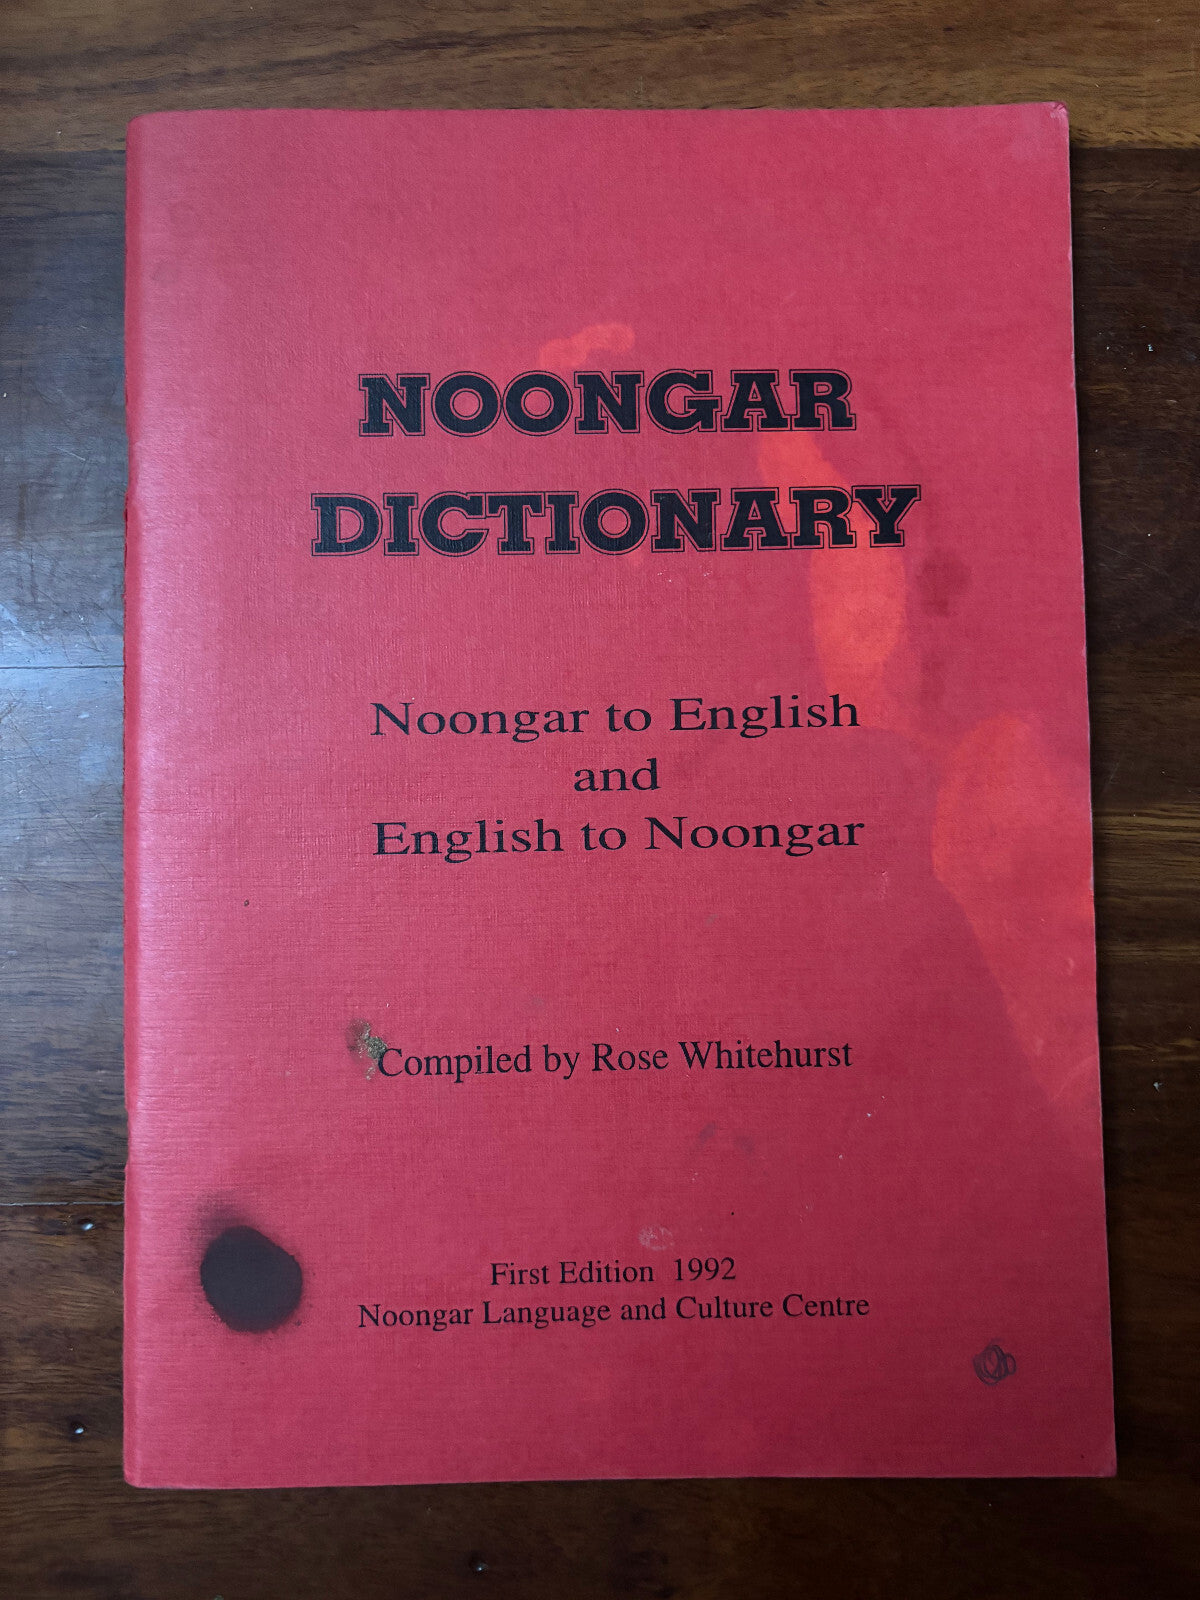 NOONGAR
DICTIONARY
Noongar to English
and
English to Noongar
Compiled by Rose Whitehurst
First Edition 1992
Noongar Language and Culture Centre